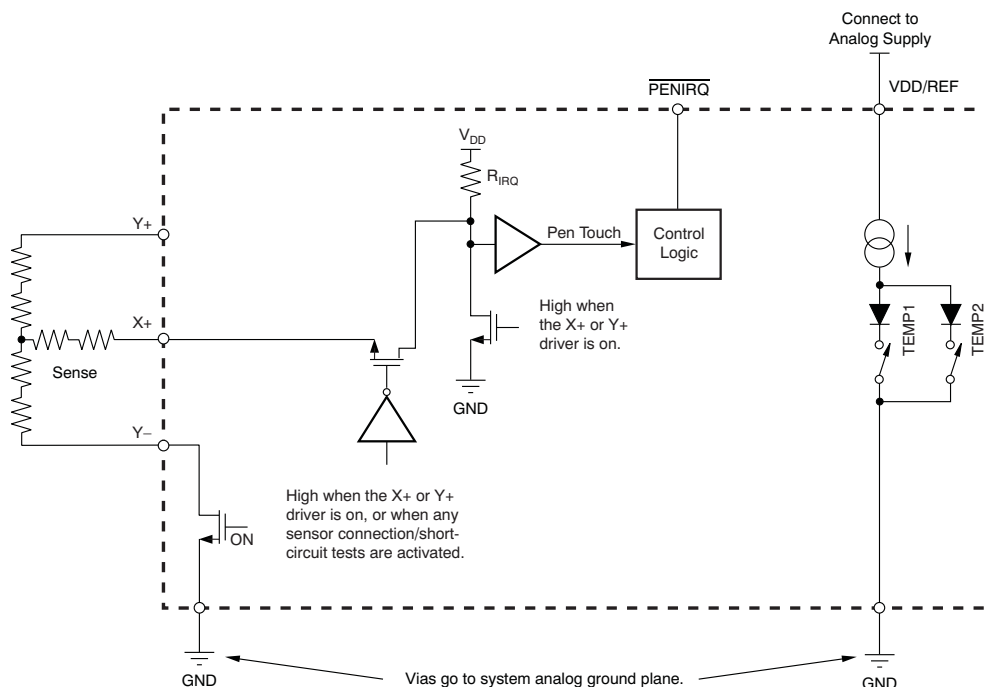 Connect to
Analog Supply
PENIRQ
VDD/REF
VDD
RIRQ
Y+
Pen Touch
Control
Logic
High when
the X+ or Y+
driver is on.
X+
TEMP1
TEMP2
Sense
GND
Y–
High when the X+ or Y+
driver is on, or when any
sensor connection/short-
circuit tests are activated.
ON
GND
Vias go to system analog ground plane.
GND